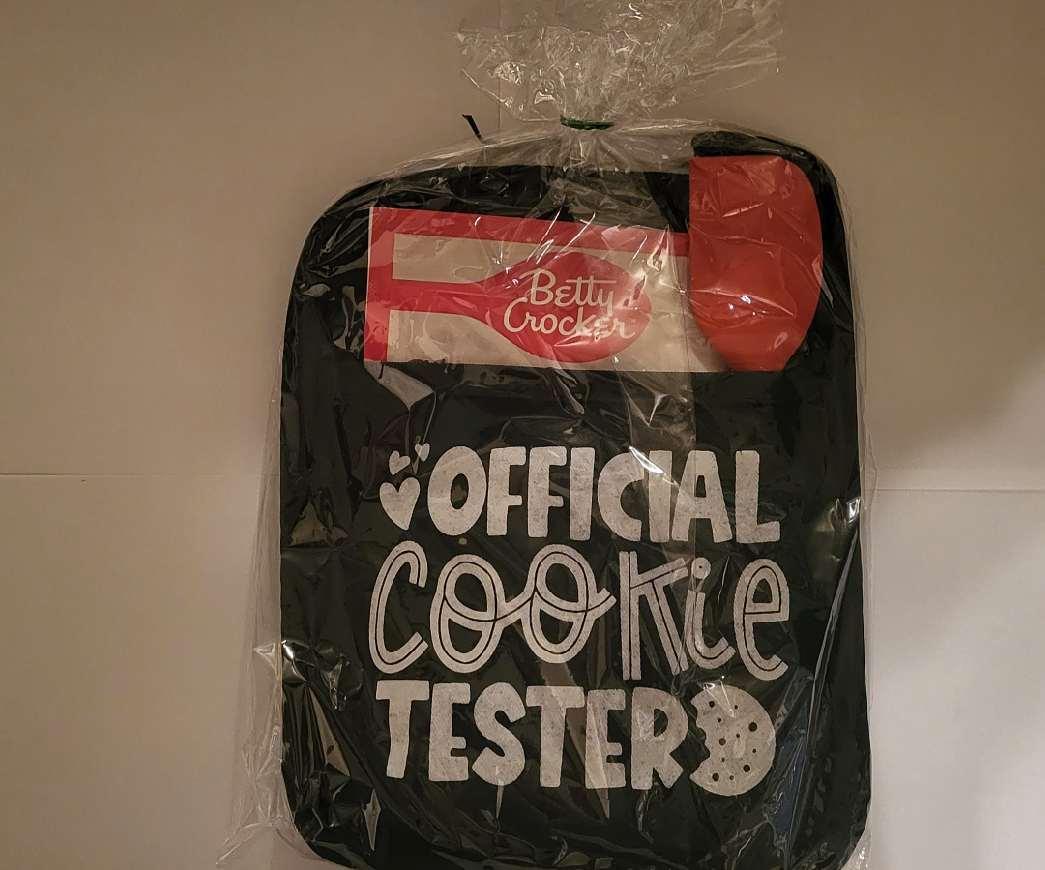 Betty
Crocker
OFFICIAL
COOKie
TESTER